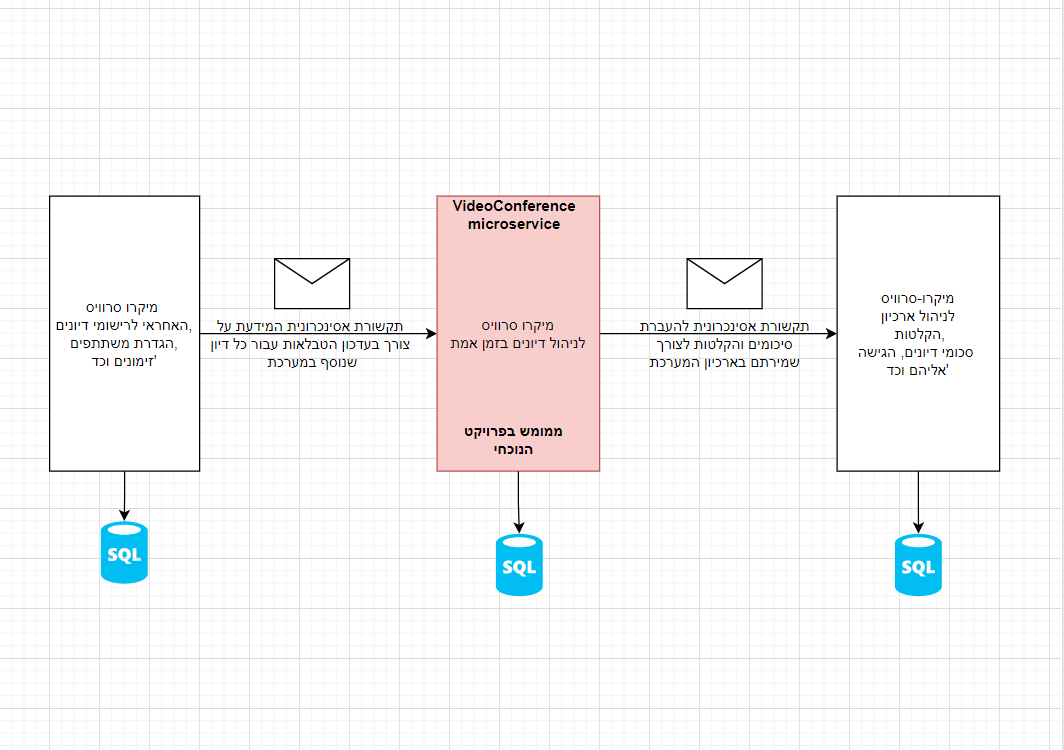 מיקרו סרוויס
האחראי לרישומי דיונים,
הגדרת משתתפים,
זימונים וכד'
SQL
תקשורת אסינכרונית המידעת על
צורך בעדכון הטבלאות עבור כל דיון
שנוסף במערכת
VideoConference
microservice
מיקרו סרוויס
לניהול דיונים בזמן אמת
ממומש בפרויקט
הנוכחי
SQL
תקשורת אסינכרונית להעברת
סיכומים והקלטות לצורך
שמירתם בארכיון המערכת
מיקרו-סרוויס
לניהול ארכיון
הקלטות,
סכומי דיונים, הגישה
אליהם וכד'
SQL